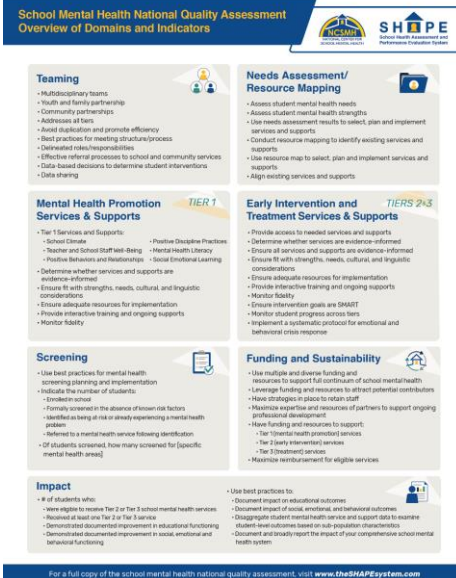 School Mental Health National Quality Assessment
Overview of Domains and Indicators
NCSMH
NATIONAL CENTER FOR
SCHOOL MENTAL HEALTH
SHAPE
School Health Assessment and
Performance Evaluation System
Teaming
• Multidisciplinary teams
• Youth and family partnership
• Community partnerships
• Addresses all tiers
• Avoid duplication and promote efficiency
• Best practices for meeting structure/process
• Delineated roles/responsibilities
• Effective referral processes to school and community services
• Data-based decisions to determine student interventions
• Data sharing
Needs Assessment/
Resource Mapping
• Assess student mental health needs
• Assess student mental health strengths
• Use needs assessment results to select, plan and implement
services and supports
• Conduct resource mapping to identify existing services and
supports
• Use resource map to select, plan and implement services and
supports
• Align existing services and supports
Mental Health Promotion
Services & Supports
TIER 1
• Tier 1 Services and Supports:
• School Climate
• Teacher and School Staff Well-Being
• Positive Behaviors and Relationships
• Positive Discipline Practices
• Mental Health Literacy
• Social Emotional Learning
• Determine whether services and supports are
evidence-informed
• Ensure fit with strengths, needs, cultural, and linguistic
considerations
• Ensure adequate resources for implementation
• Provide interactive training and ongoing supports
• Monitor fidelity
Early Intervention and
Treatment Services & Supports
TIERS 2+3
• Provide access to needed services and supports
• Determine whether services are evidence-informed
• Ensure all services and supports are evidence-informed
• Ensure fit with strengths, needs, cultural, and linguistic
considerations
• Ensure adequate resources for implementation
• Provide interactive training and ongoing supports
• Monitor fidelity
• Ensure intervention goals are SMART
• Monitor student progress across tiers
• Implement a systematic protocol for emotional and
behavioral crisis response
Screening
• Use best practices for mental health
screening planning and implementation
• Indicate the number of students:
• Enrolled in school
• Formally screened in the absence of known risk factors
• Identified as being at risk or already experiencing a mental health
problem
• Referred to a mental health service following identification
• Of students screened, how many screened for [specific
mental health areas]
Funding and Sustainability
• Use multiple and diverse funding and
resources to support full continuum of school mental health
• Leverage funding and resources to attract potential contributors
• Have strategies in place to retain staff
• Maximize expertise and resources of partners to support ongoing
professional development
• Have funding and resources to support:
• Tier 1 (mental health promotion) services
• Tier 2 (early intervention) services
• Tier 3 (treatment) services
• Maximize reimbursement for eligible services
Impact
• # of students who:
• Were eligible to receive Tier 2 or Tier 3 school mental health services
• Received at least one Tier 2 or Tier 3 service
• Demonstrated documented improvement in educational functioning
• Demonstrated documented improvement in social, emotional and
behavioral functioning
• Use best practices to:
• Document impact on educational outcomes
• Document impact of social, emotional, and behavioral outcomes
• Disaggregate student mental health service and support data to examine
student-level outcomes based on sub-population characteristics
• Document and broadly report the impact of your comprehensive school mental
health system
For a full copy of the school mental health national quality assessment, visit www.theSHAPEsystem.com